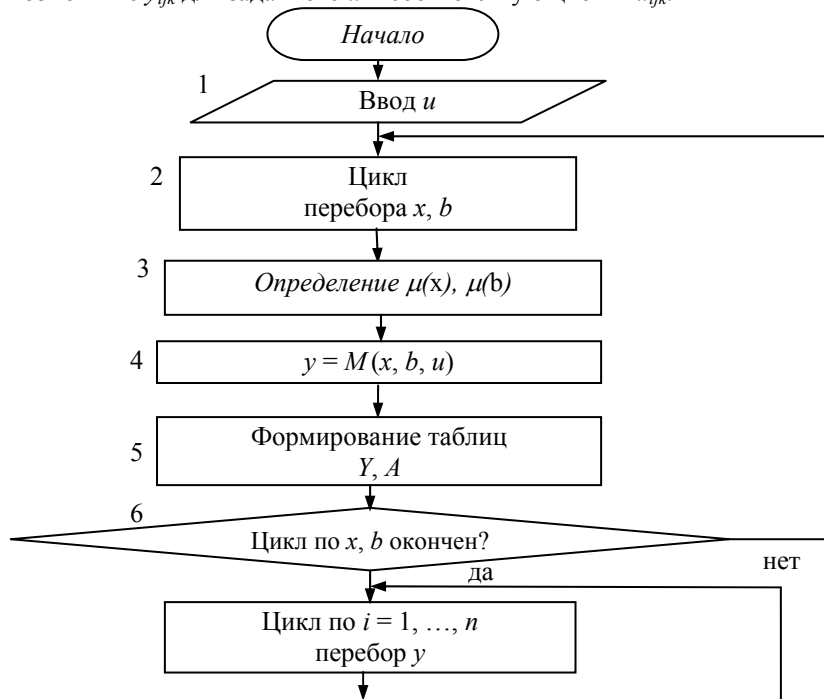 Начало
1
Ввод u
2
Цикл
перебора x, b
3
Определение μ(x), μ(b)
4
y = M (x, b, u)
5
Формирование таблиц
Y, A
6
Цикл по x, b окончен?
нет
да
Цикл по i = 1, …, n
перебор y